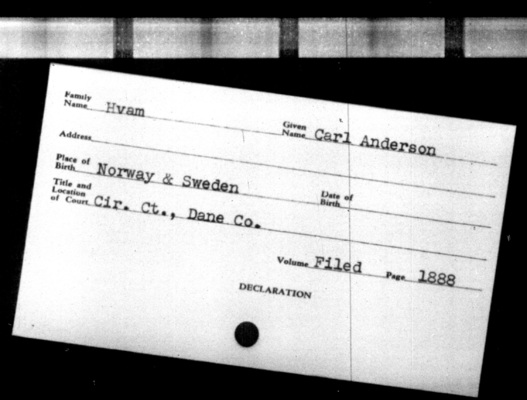 Family Name Hvam Given Name Carl Anderson
Address
Place of Birth Norway & Sweden Date of Birth
Title and Location of Court Cir. Ct., Dane Co.
Volume Filed Page 1888
DECLARATION